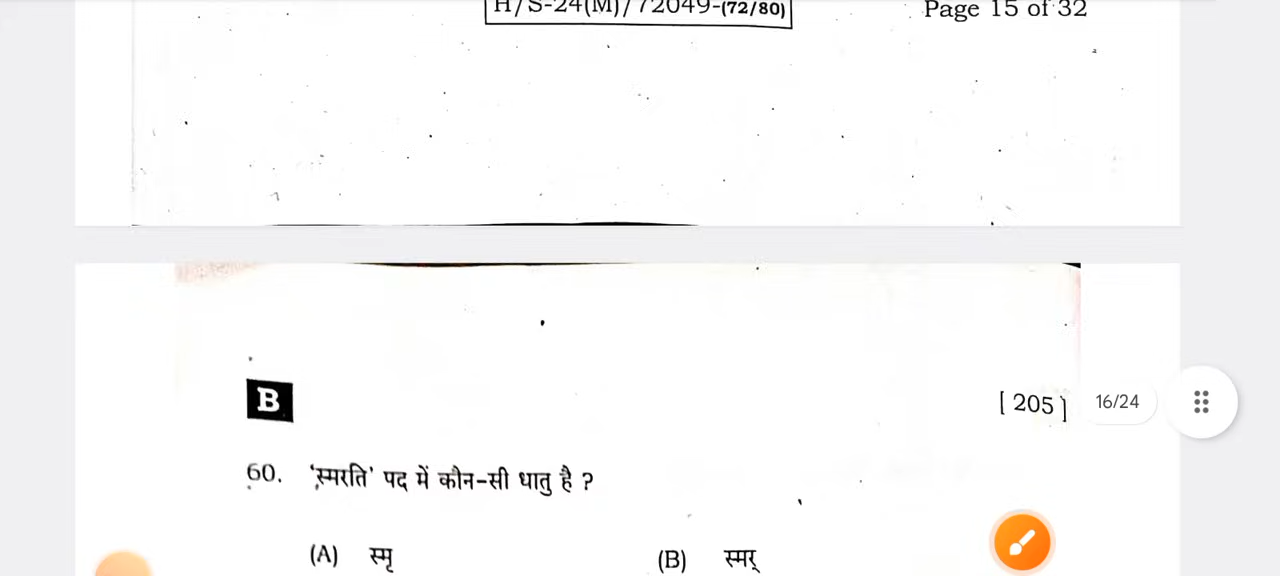 H/S-24(M)/72049-(72/80) Page 15 of 32
B [ 205 ] 16/24
60. 'स्मरति' पद में कौन-सी धातु है ?
(A) स्मृ (B) स्मर्